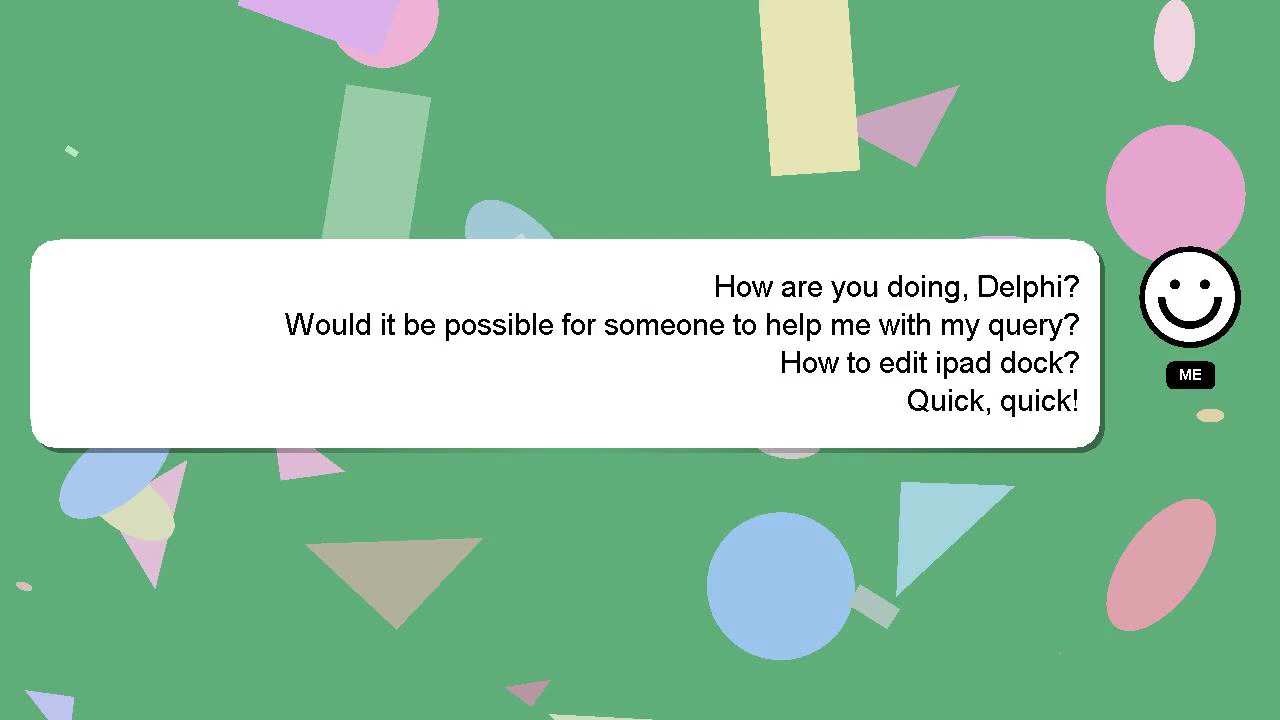 How are you doing, Delphi?
Would it be possible for someone to help me with my query?
How to edit ipad dock?
Quick, quick!
ME